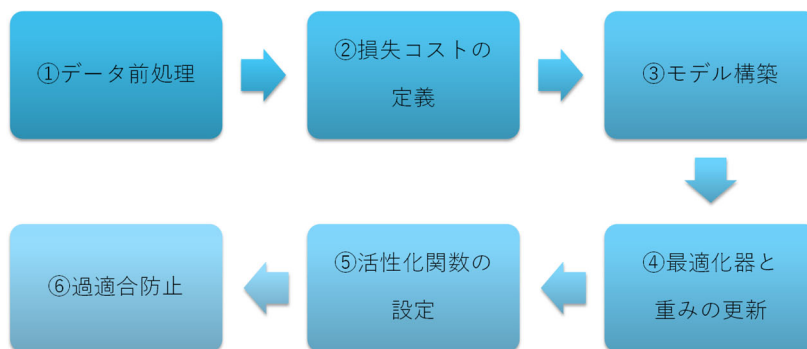 ①データ前処理
②損失コストの
定義
③モデル構築
④最適化器と
重みの更新
⑤活性化関数の
設定
⑥過適合防止